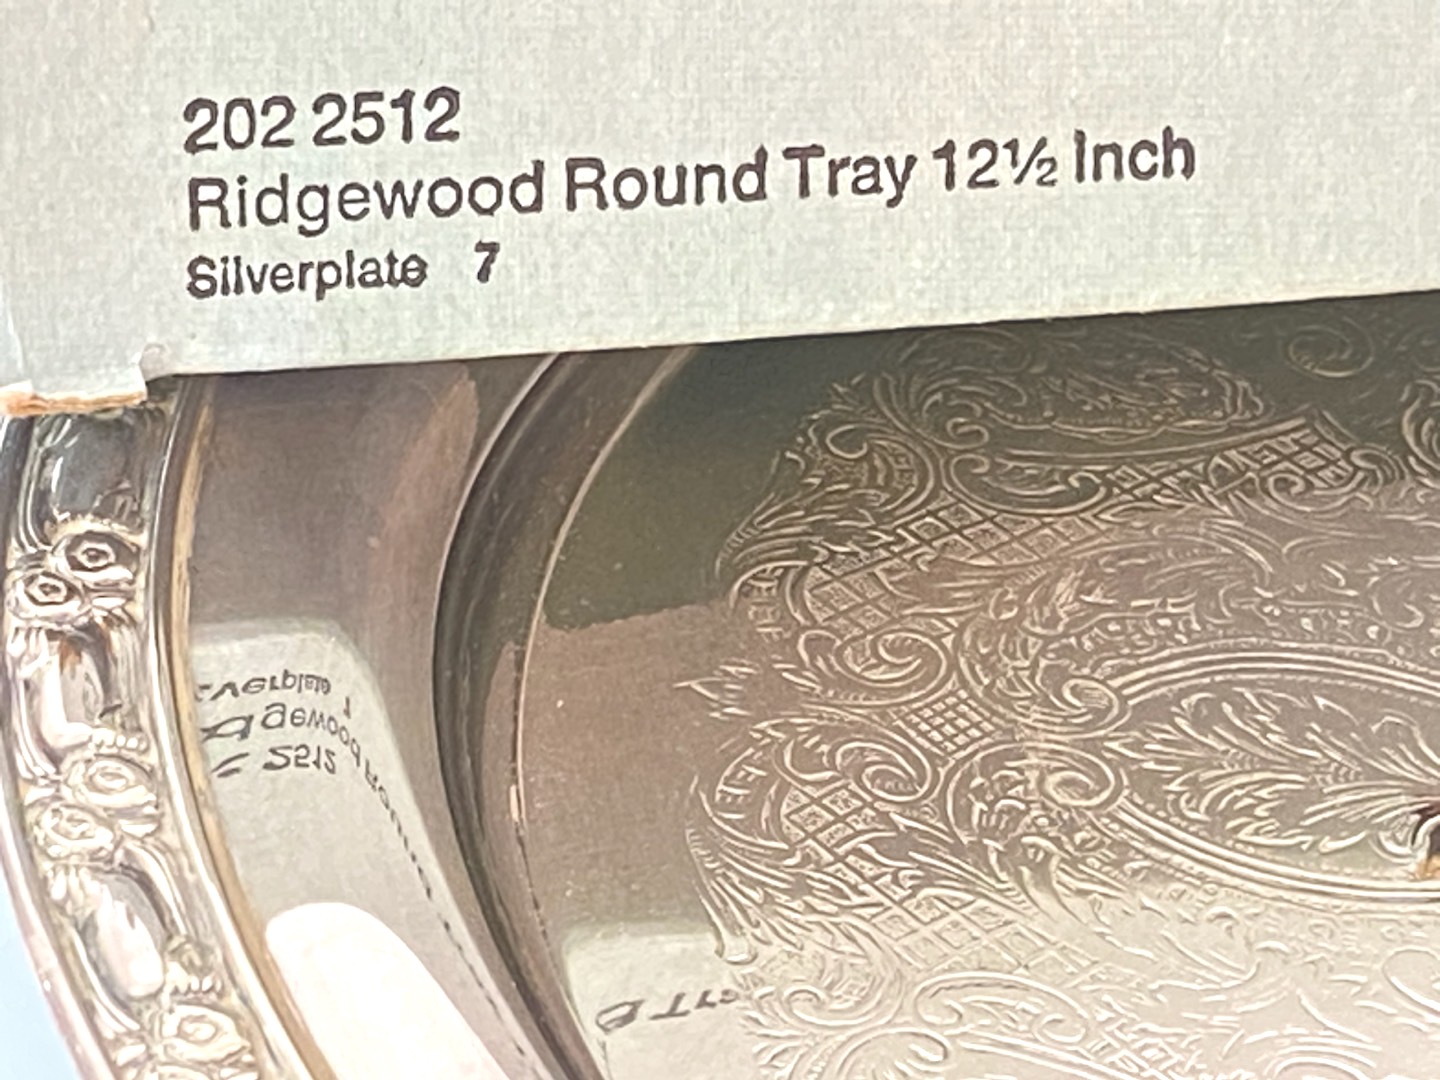 202 2512
Ridgewood Round Tray 12½ Inch
Silverplate 7